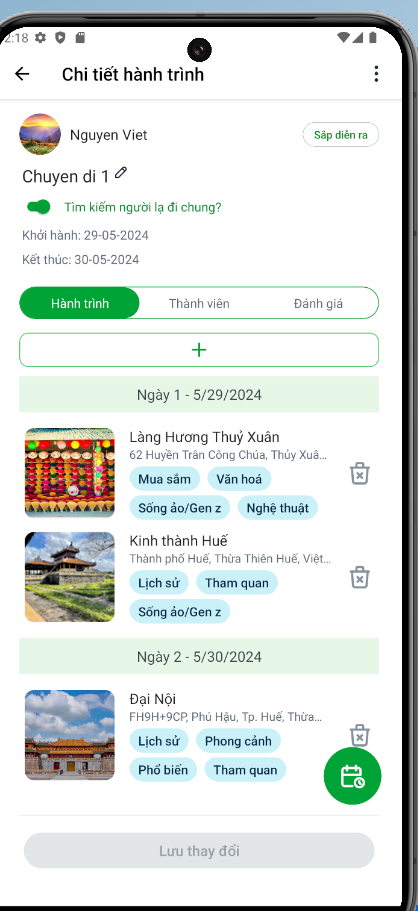 2:18
Chi tiết hành trình
Nguyen Viet
Sắp diễn ra
Chuyen di 1
Tìm kiếm người lạ đi chung?
Khởi hành: 29-05-2024
Kết thúc: 30-05-2024
Hành trình Thành viên Đánh giá
+
Ngày 1 - 5/29/2024
Làng Hương Thuỷ Xuân
62 Huyền Trân Công Chúa, Thủy Xuâ...
Mua sắm Văn hoá
Sống ảo/Gen z Nghệ thuật
Kinh thành Huế
Thành phố Huế, Thừa Thiên Huế, Việt...
Lịch sử Tham quan
Sống ảo/Gen z
Ngày 2 - 5/30/2024
Đại Nội
FH9H+9CP, Phú Hậu, Tp. Huế, Thừa...
Lịch sử Phong cảnh
Phổ biến Tham quan
Lưu thay đổi